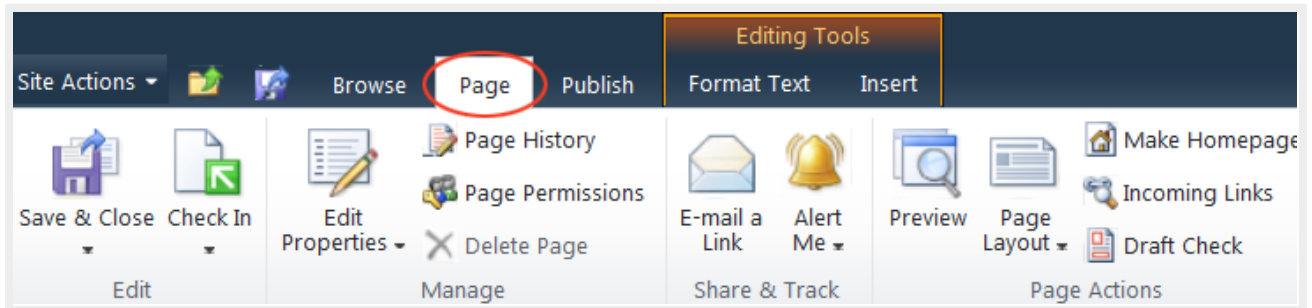 Editing Tools
Site Actions Browse Page Publish Format Text Insert
Save & Close
Check In
Edit
Properties
Page History
Page Permissions
Delete Page
E-mail a
Link
Alert
Me
Preview
Page
Layout
Make Homepage
Incoming Links
Draft Check
Edit Manage Share & Track Page Actions